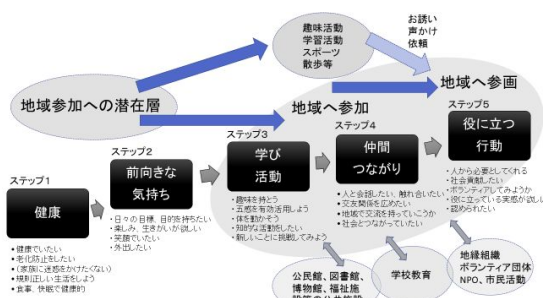 趣味活動
学習活動
スポーツ
散歩等
お誘い
声かけ
依頼
地域参加への潜在層
地域へ参加
地域へ参画
ステップ1
健康
・健康でいたい
・老化防止をしたい
・(家族に迷惑をかけたくない)
・規則正しい生活をしよう
・食事、休眠で健康的
ステップ2
前向きな
気持ち
・日々の目標、目的を持ちたい
・楽しみ、生きがいが欲しい
・笑顔でいたい
・外出したい
ステップ3
学び
活動
・趣味を持とう
・五感を有効活用しよう
・体を動かそう
・知的な活動をしたい
・新しいことに挑戦してみよう
ステップ4
仲間
つながり
・人と会話したい、触れ合いたい
・交友関係を広めたい
・地域で交流を持っていこうか
・社会とつながっていたい
ステップ5
役に立つ
行動
・人から必要としてくれる
・社会貢献したい
・ボランティアしてみようか
・役に立っている実感が欲しい
・認められたい
公民館、図書館、
博物館、福祉施
設等の公共施設
学校教育
地縁組織
ボランティア団体
NPO、市民活動